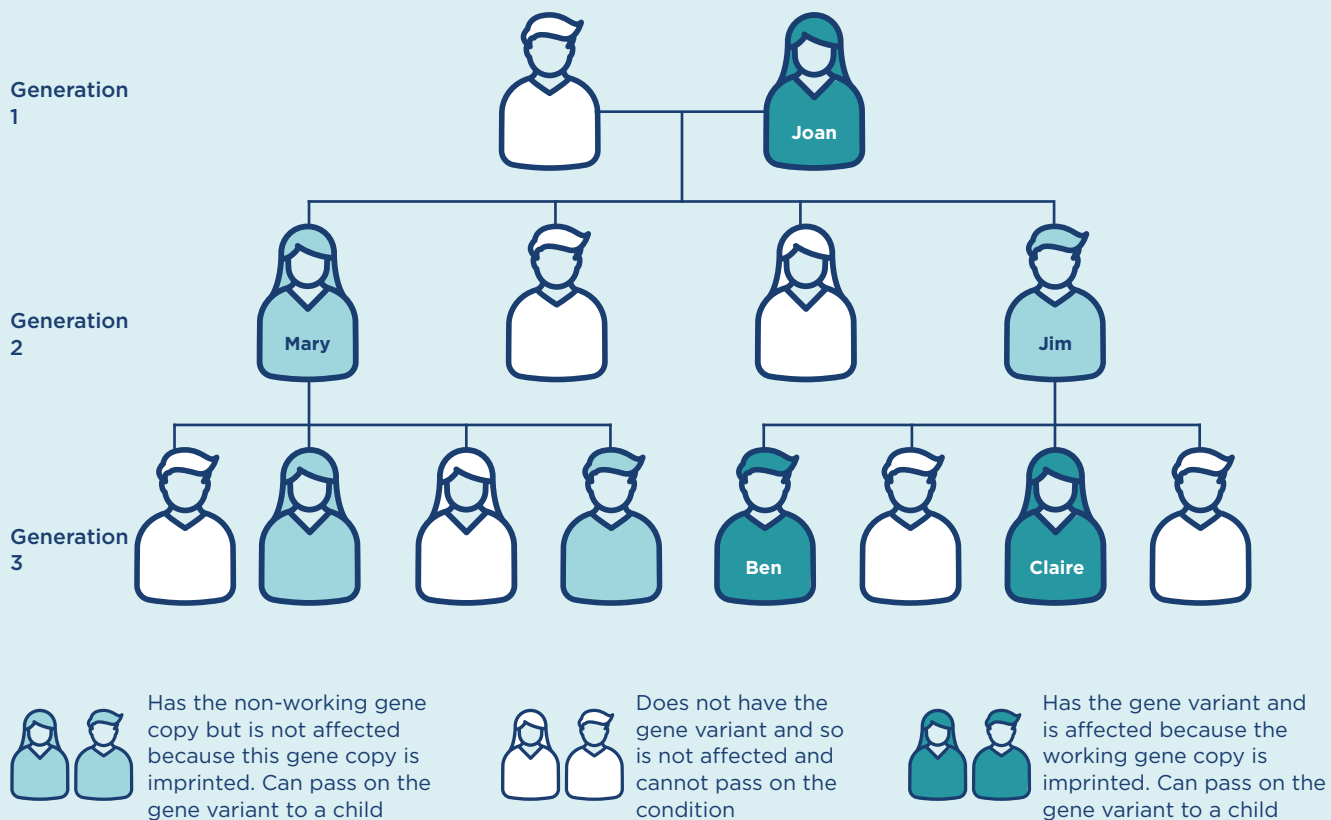 Generation
1
Joan
Generation
2
Mary
Jim
Generation
3
Ben
Claire
Has the non-working gene
copy but is not affected
because this gene copy is
imprinted. Can pass on the
gene variant to a child
Does not have the
gene variant and so
is not affected and
cannot pass on the
condition
Has the gene variant and
is affected because the
working gene copy is
imprinted. Can pass on the
gene variant to a child